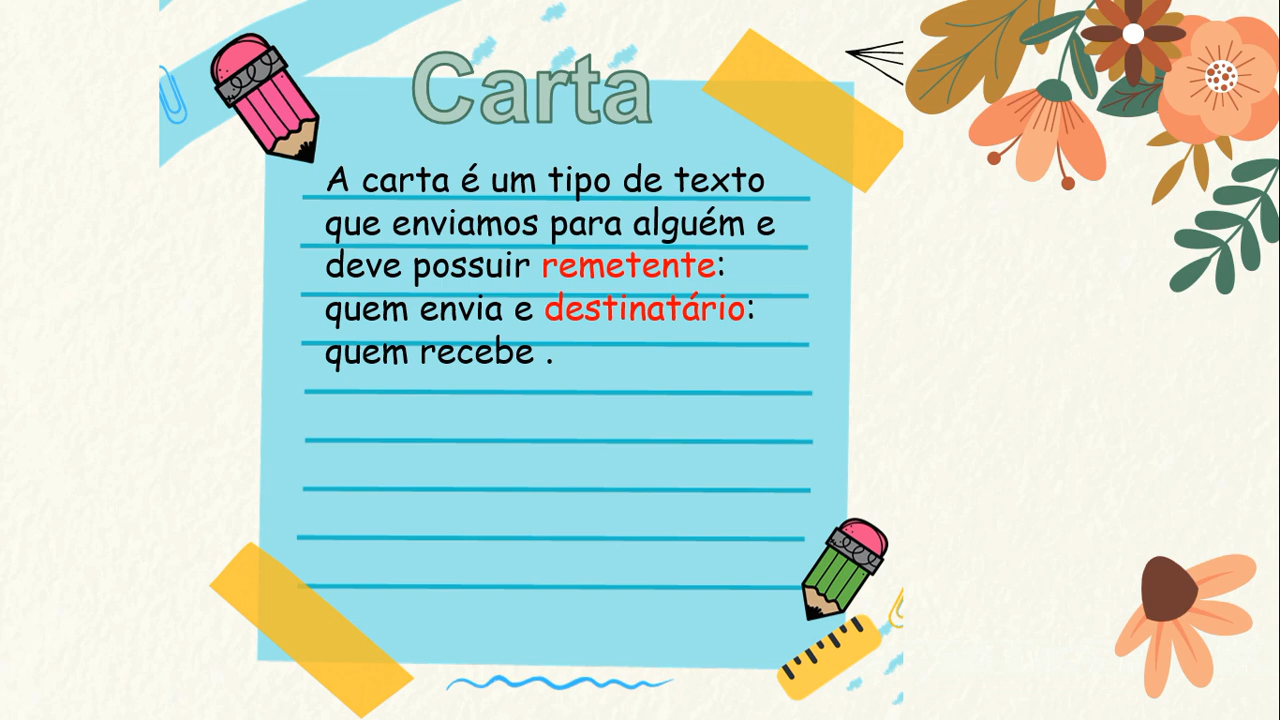 Carta
A carta é um tipo de texto
que enviamos para alguém e
deve possuir remetente:
quem envia e destinatário:
quem recebe .